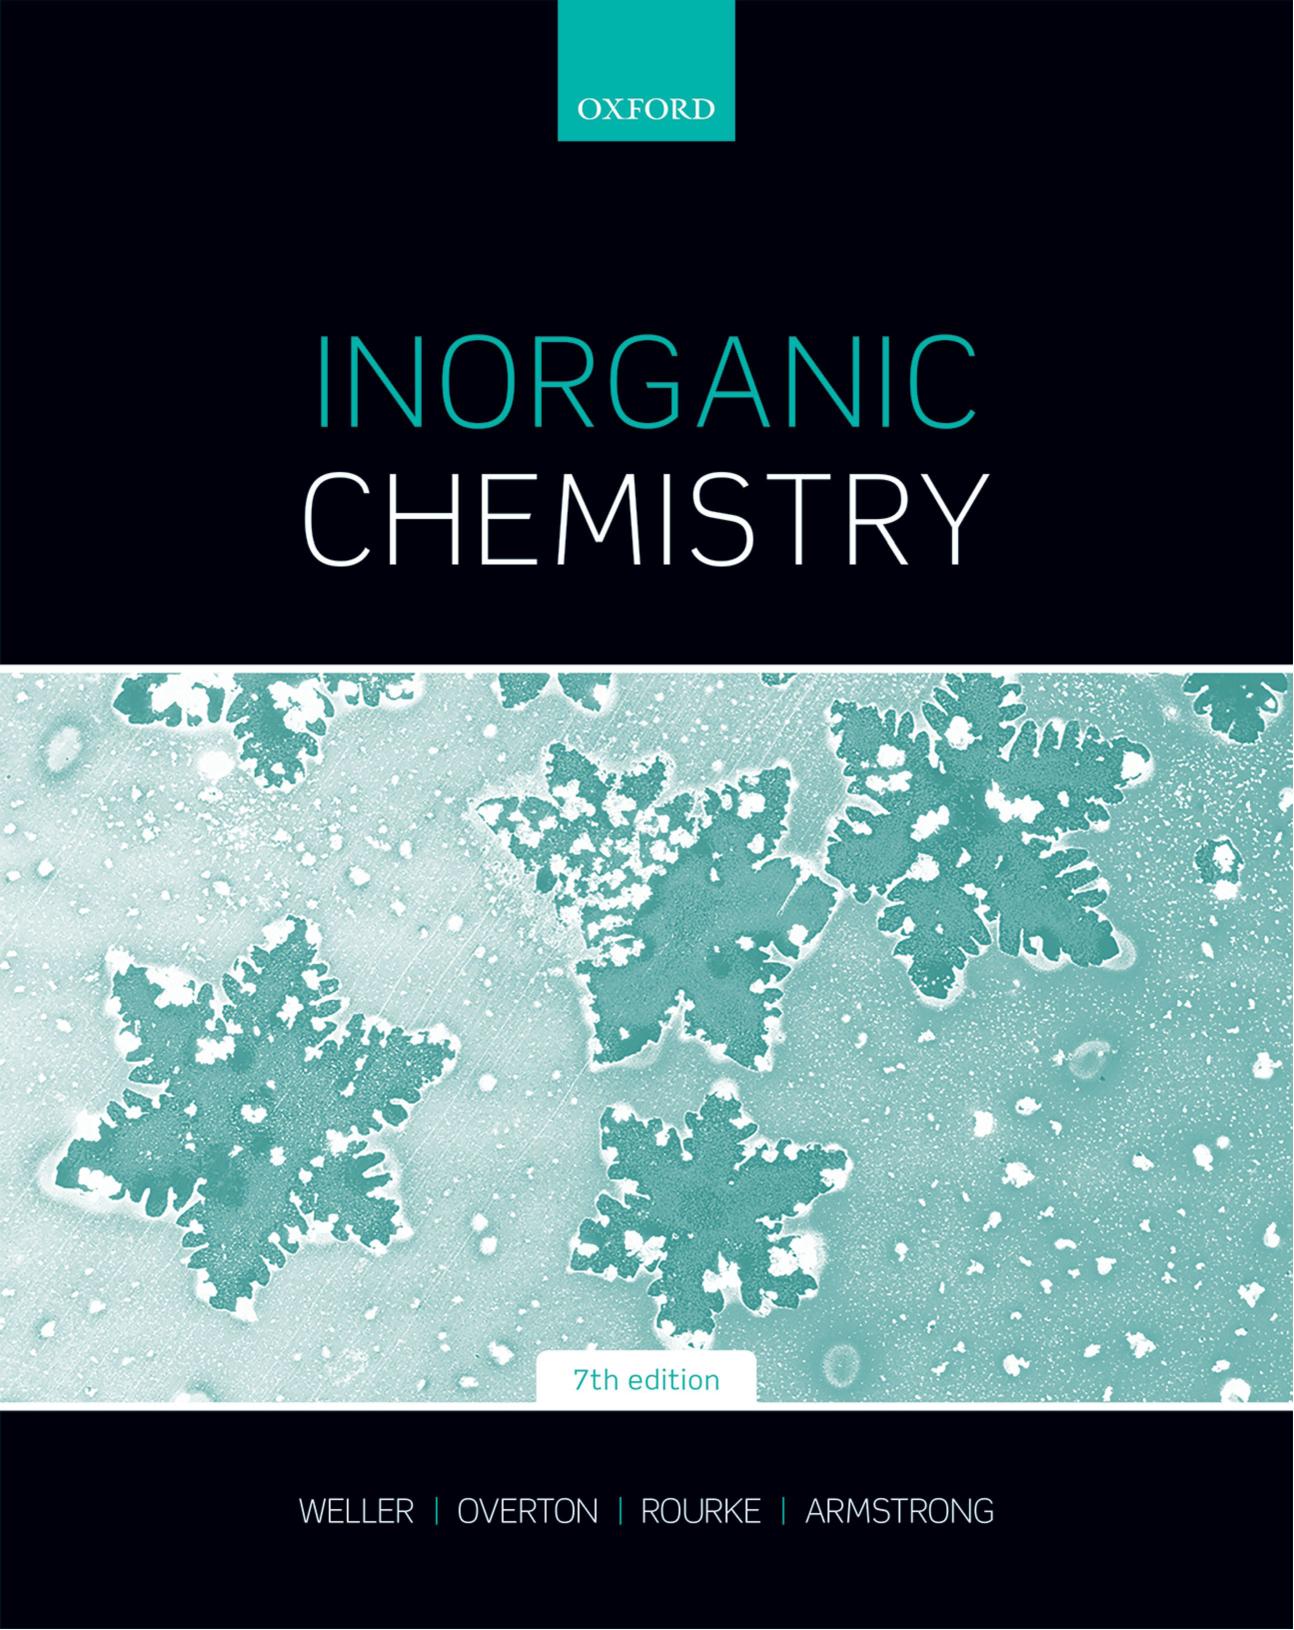 OXFORD
INORGANIC
CHEMISTRY
7th edition
WELLER | OVERTON | ROURKE | ARMSTRONG